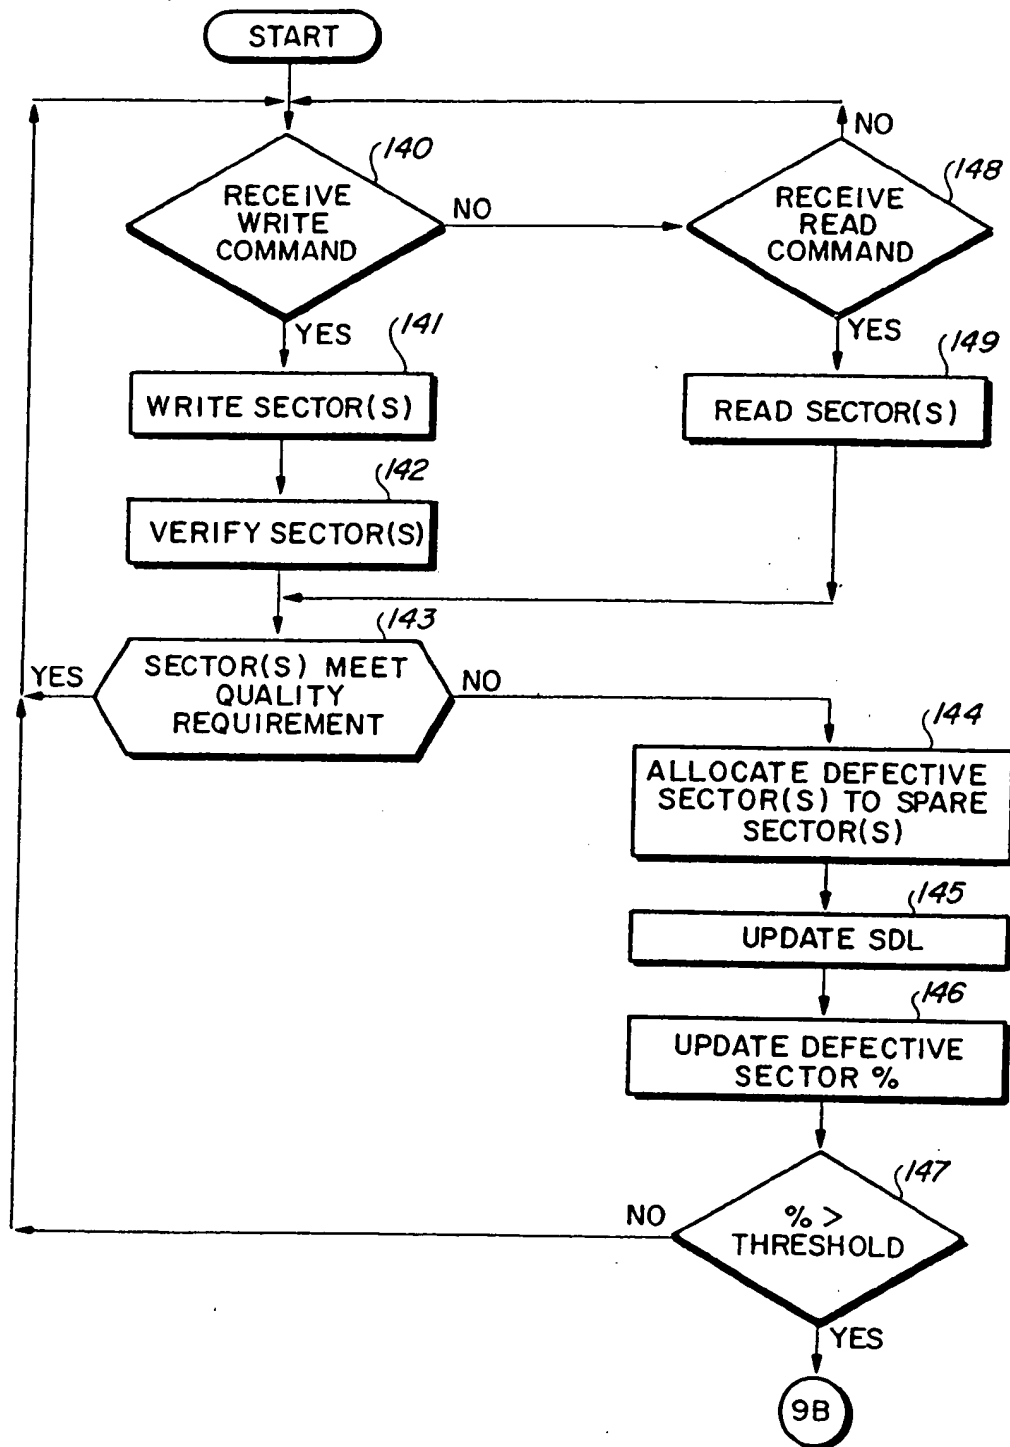 START
140
RECEIVE
WRITE
COMMAND
NO
NO
148
RECEIVE
READ
COMMAND
YES
141
WRITE SECTOR(S)
YES
149
READ SECTOR(S)
142
VERIFY SECTOR(S)
143
SECTOR(S) MEET
QUALITY
REQUIREMENT
YES
NO
144
ALLOCATE DEFECTIVE
SECTOR(S) TO SPARE
SECTOR(S)
145
UPDATE SDL
146
UPDATE DEFECTIVE
SECTOR %
147
% >
THRESHOLD
NO
YES
9B